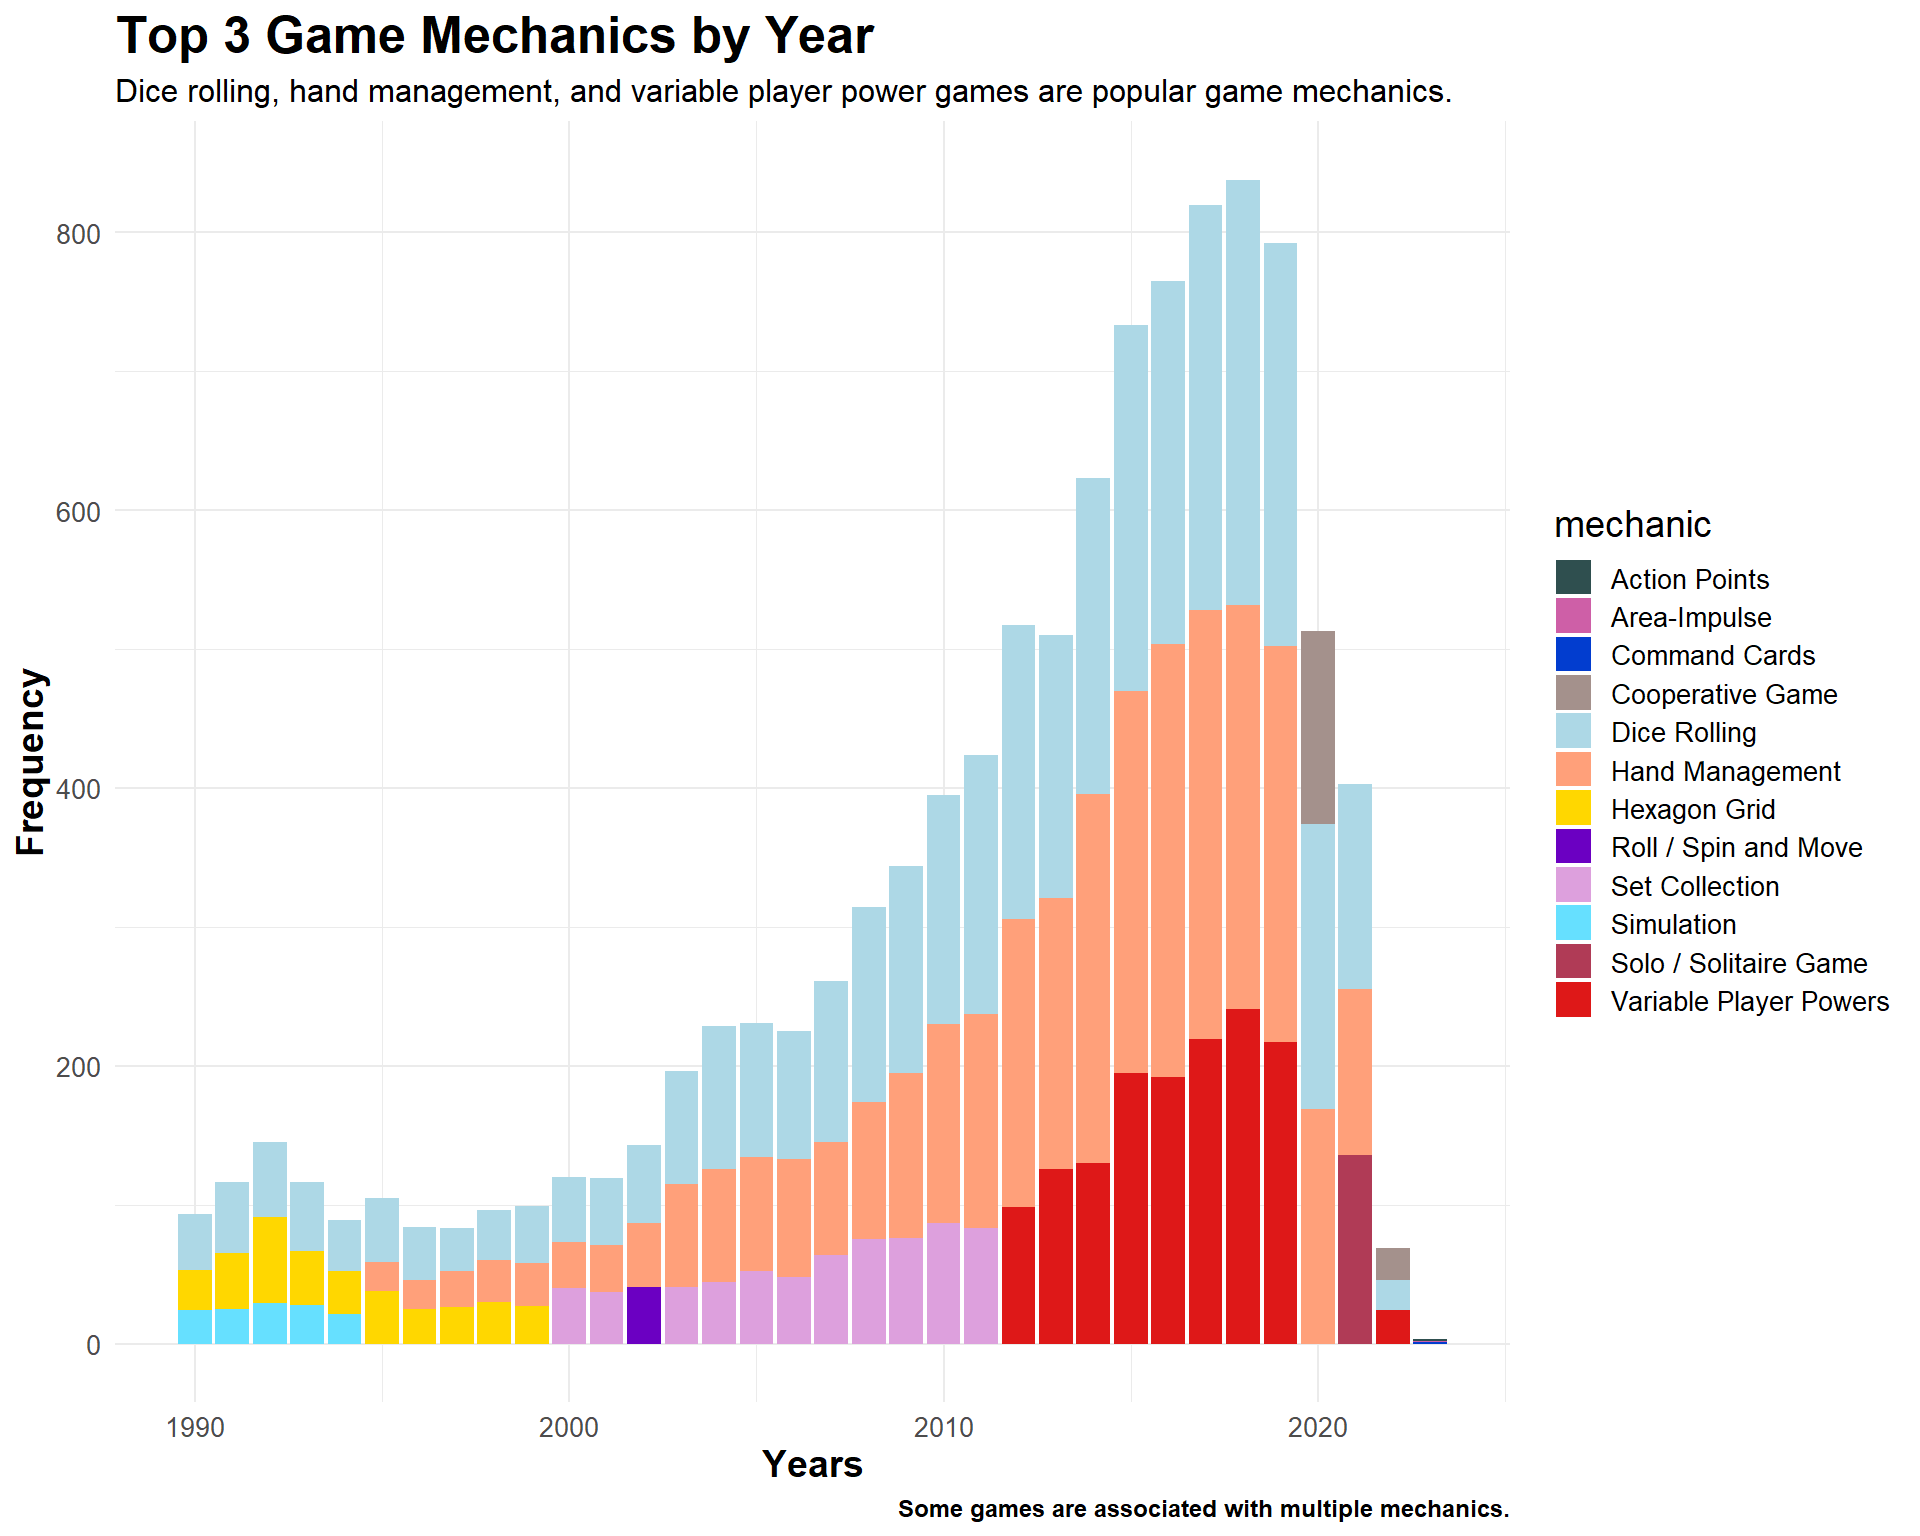 Top 3 Game Mechanics by Year
Dice rolling, hand management, and variable player power games are popular game mechanics.
Frequency
800
600
400
200
0
1990
2000
2010
2020
Years
mechanic
Action Points
Area-Impulse
Command Cards
Cooperative Game
Dice Rolling
Hand Management
Hexagon Grid
Roll / Spin and Move
Set Collection
Simulation
Solo / Solitaire Game
Variable Player Powers
Some games are associated with multiple mechanics.